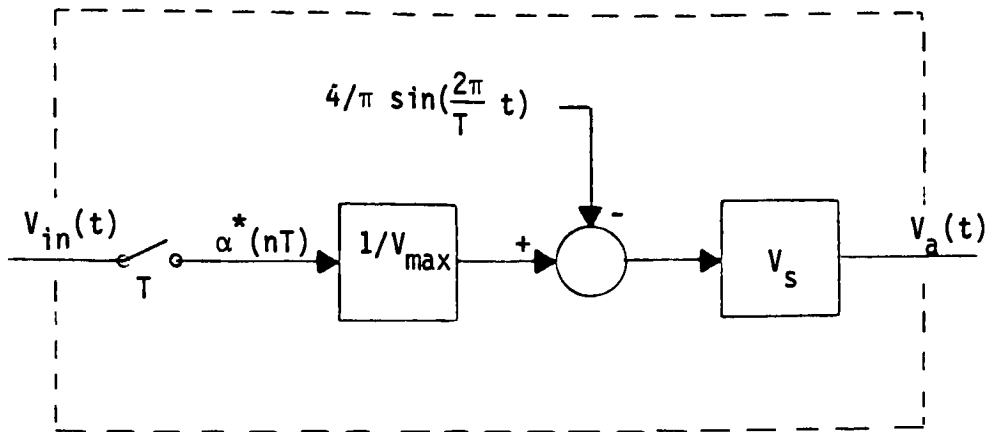 4/π sin(2π/T t)
-
V_in(t)
T
α*(nT)
1/V_max
+
V_s
V_a(t)